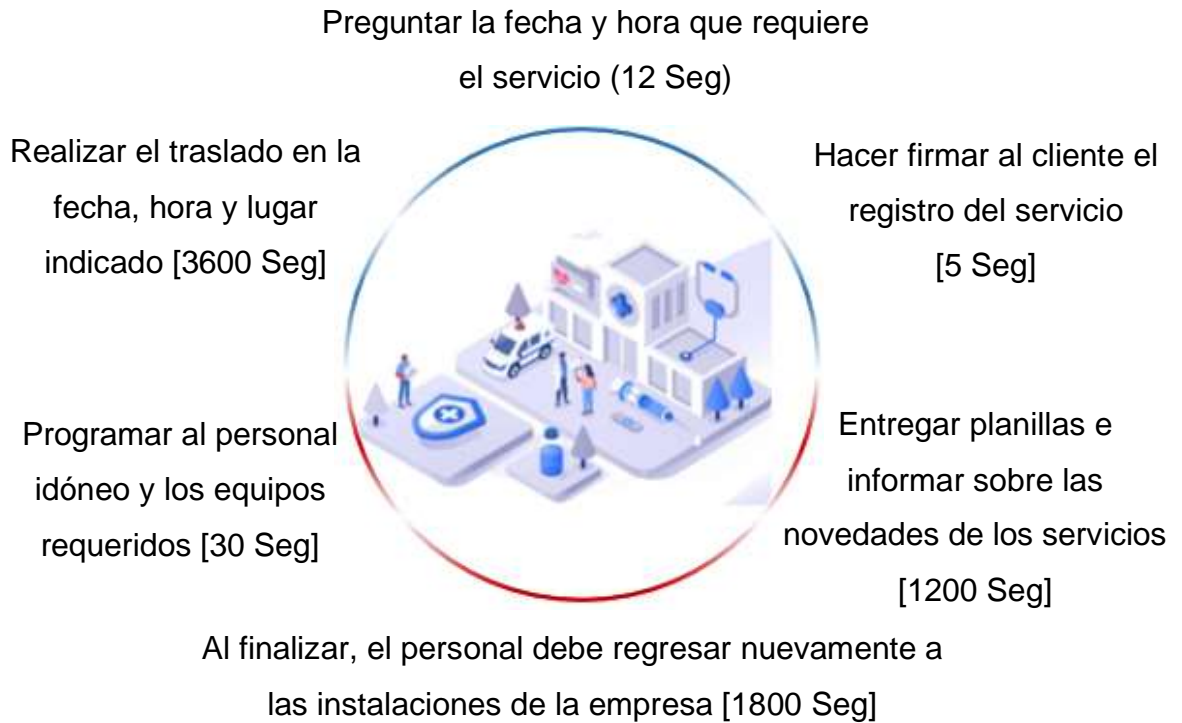 Preguntar la fecha y hora que requiere
el servicio (12 Seg)
Realizar el traslado en la
fecha, hora y lugar
indicado [3600 Seg]
Hacer firmar al cliente el
registro del servicio
[5 Seg]
Programar al personal
idóneo y los equipos
requeridos [30 Seg]
Entregar planillas e
informar sobre las
novedades de los servicios
[1200 Seg]
Al finalizar, el personal debe regresar nuevamente a
las instalaciones de la empresa [1800 Seg]